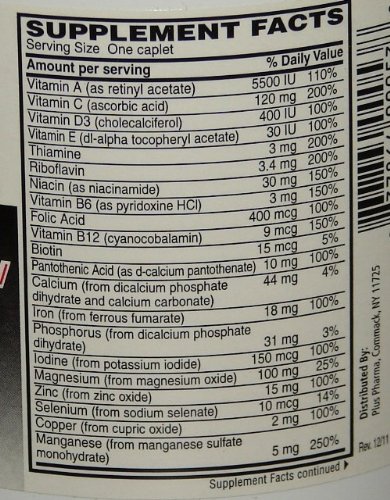 SUPPLEMENT FACTS
Serving Size One caplet
Amount per serving % Daily Value
Vitamin A (as retinyl acetate) 5500 IU 110%
Vitamin C (ascorbic acid) 120 mg 200%
Vitamin D3 (cholecalciferol) 400 IU 100%
Vitamin E (dl-alpha tocopheryl acetate) 30 IU 100%
Thiamine 3 mg 200%
Riboflavin 3.4 mg 200%
Niacin (as niacinamide) 30 mg 150%
Vitamin B6 (as pyridoxine HCl) 3 mg 150%
Folic Acid 400 mcg 100%
Vitamin B12 (cyanocobalamin) 9 mcg 150%
Biotin 15 mcg 5%
Pantothenic Acid (as d-calcium pantothenate) 10 mg 100%
Calcium (from dicalcium phosphate 44 mg 4%
dihydrate and calcium carbonate)
Iron (from ferrous fumarate) 18 mg 100%
Phosphorus (from dicalcium phosphate
dihydrate) 31 mg 3%
Iodine (from potassium iodide) 150 mcg 100%
Magnesium (from magnesium oxide) 100 mg 25%
Zinc (from zinc oxide) 15 mg 100%
Selenium (from sodium selenate) 10 mcg 14%
Copper (from cupric oxide) 2 mg 100%
Manganese (from manganese sulfate
monohydrate) 5 mg 250%
Supplement Facts continued
Distributed By:
Plus Pharma, Commack, NY 11725
Rev. 12/11